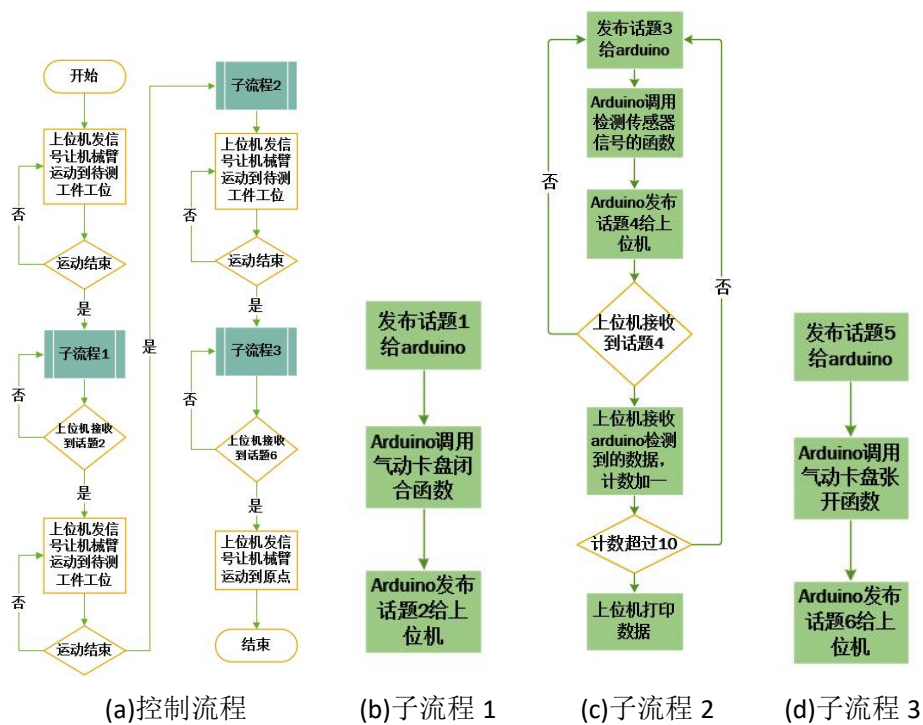 开始
上位机发信
号让机械臂
运动到待测
工件工位
否
运动结束
是
子流程1
否
上位机接收
到话题2
是
上位机发信
号让机械臂
运动到待测
工件工位
否
运动结束
是
子流程2
上位机发信
号让机械臂
运动到待测
工件工位
否
运动结束
是
子流程3
否
上位机接收
到话题6
是
上位机发信
号让机械臂
运动到原点
结束
发布话题1
给arduino
Arduino调用
气动卡盘闭
合函数
Arduino发布
话题2给上
位机
发布话题3
给arduino
Arduino调用
检测传感器
信号的函数
否
Arduino发布
话题4给上
位机
否
上位机接收
到话题4
上位机接收
arduino检测
到的数据，
计数加一
计数超过10
上位机打印
数据
发布话题5
给arduino
Arduino调用
气动卡盘张
开函数
Arduino发布
话题6给上
位机
(a)控制流程
(b)子流程 1
(c)子流程 2
(d)子流程 3